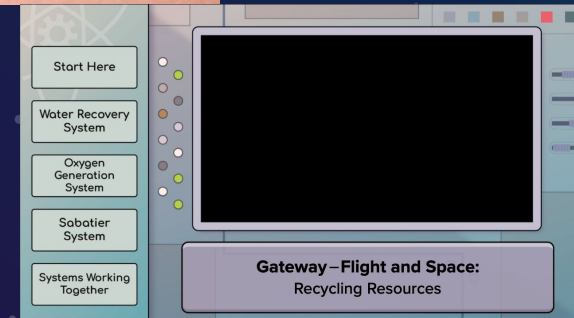 Start Here
Water Recovery
System
Oxygen
Generation
System
Sabatier
System
Systems Working
Together
Gateway–Flight and Space:
Recycling Resources